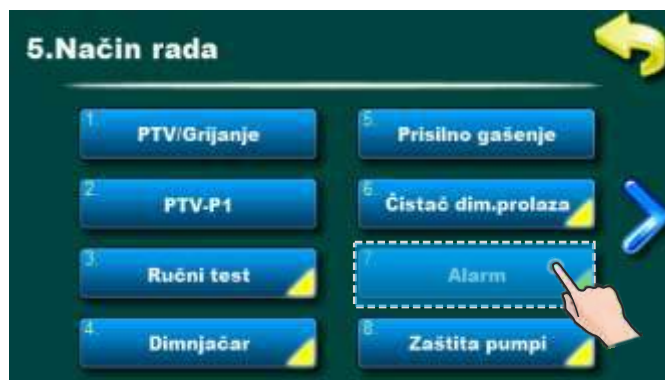 5.Način rada
1. PTV/Grijanje
2. PTV-P1
3. Ručni test
4. Dimnjačar
5. Prisilno gašenje
6. Čistač dim.prolaza
7. Alarm
8. Zaštita pumpi